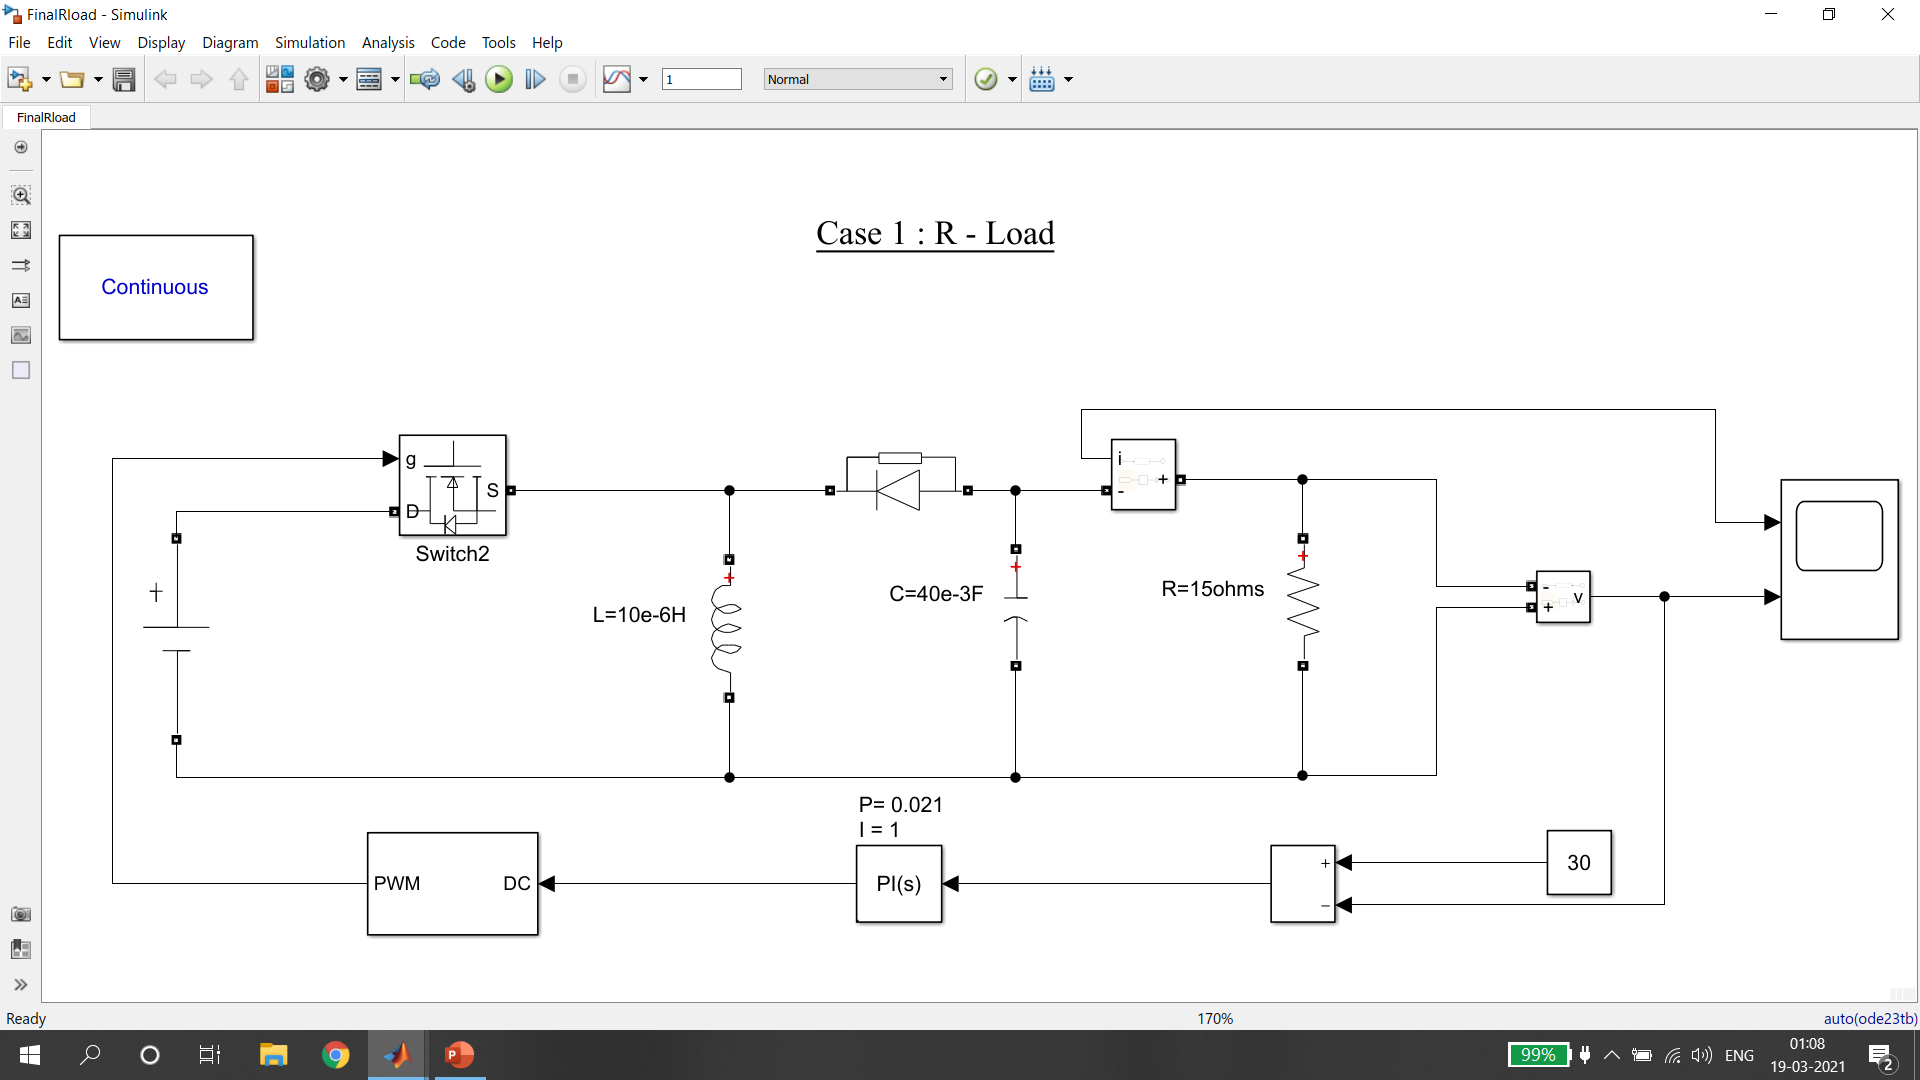 FinalRload - Simulink
File Edit View Display Diagram Simulation Analysis Code Tools Help
1 Normal
FinalRload
Case 1 : R - Load
Continuous
g
S
D
i
+
-
Switch2
+
+
+
+
L=10e-6H
C=40e-3F
R=15ohms
-
+ v
P= 0.021
I = 1
PWM DC
PI(s)
+
−
30
Ready 170% auto(ode23tb)
99% ENG 01:08
19-03-2021
2